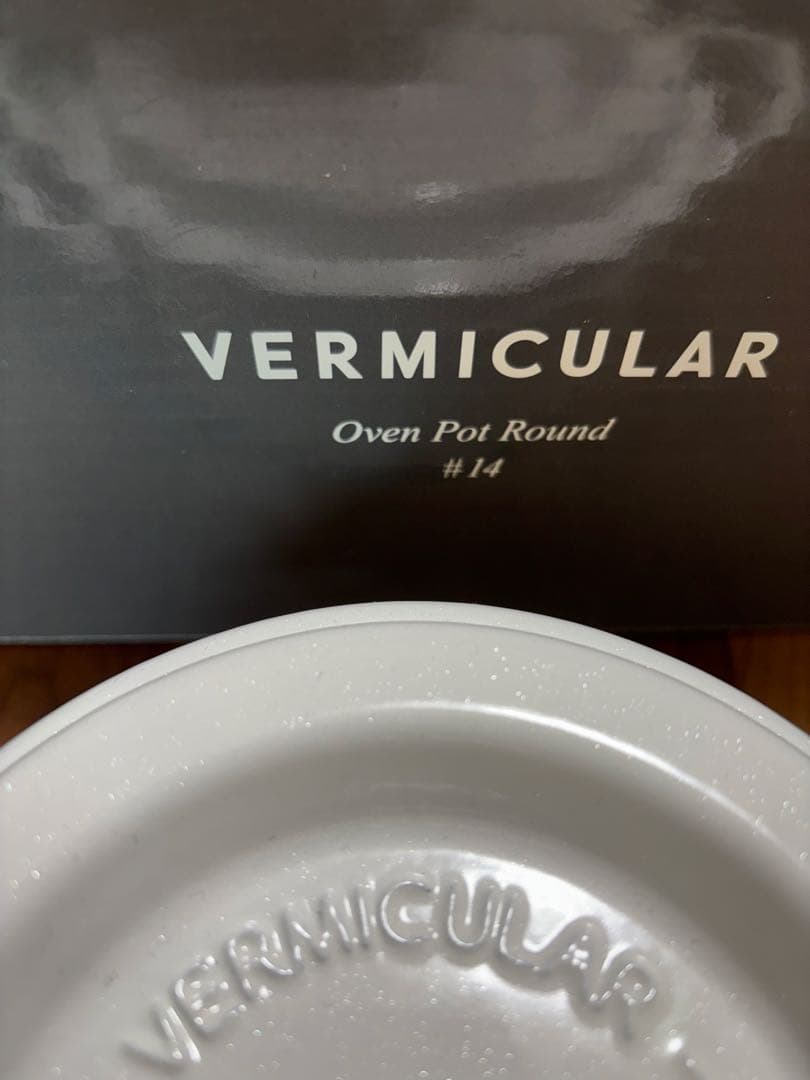 VERMICULAR
Oven Pot Round
#14
VERMICULAR